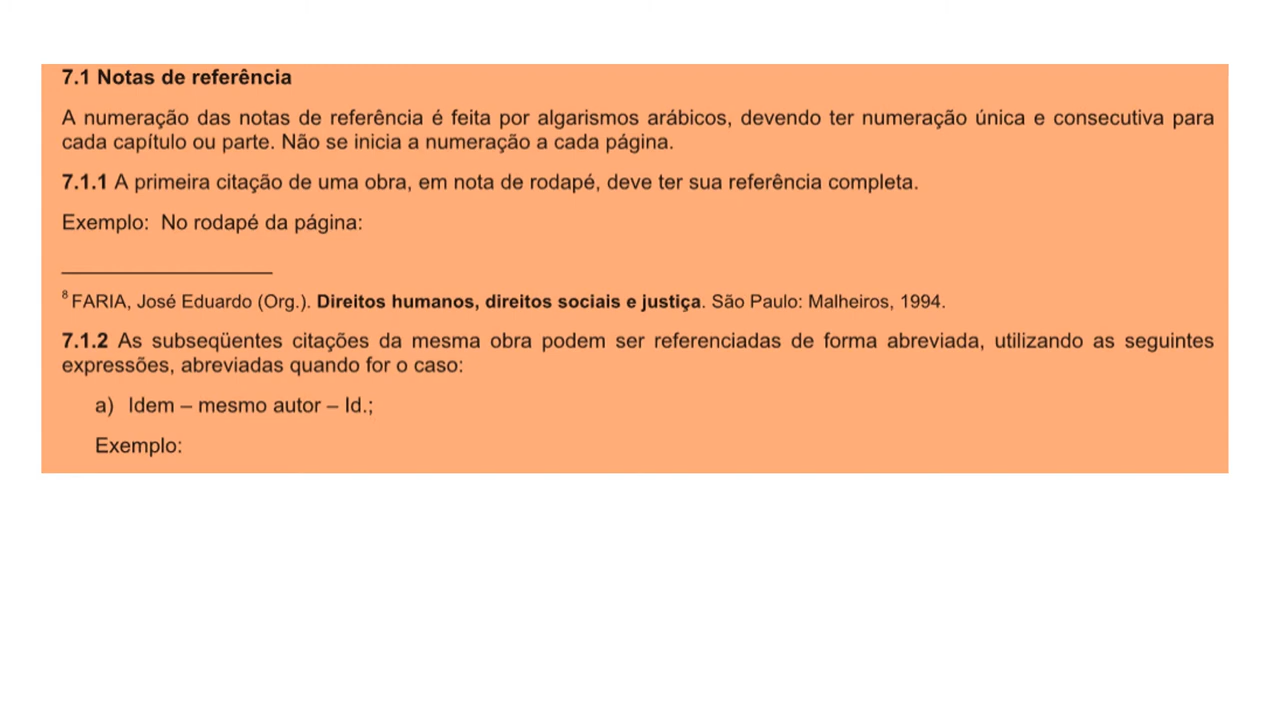 7.1 Notas de referência
A numeração das notas de referência é feita por algarismos arábicos, devendo ter numeração única e consecutiva para
cada capítulo ou parte. Não se inicia a numeração a cada página.
7.1.1 A primeira citação de uma obra, em nota de rodapé, deve ter sua referência completa.
Exemplo: No rodapé da página:
8 FARIA, José Eduardo (Org.). Direitos humanos, direitos sociais e justiça. São Paulo: Malheiros, 1994.
7.1.2 As subseqüentes citações da mesma obra podem ser referenciadas de forma abreviada, utilizando as seguintes
expressões, abreviadas quando for o caso:
a) Idem – mesmo autor – Id.;
Exemplo: